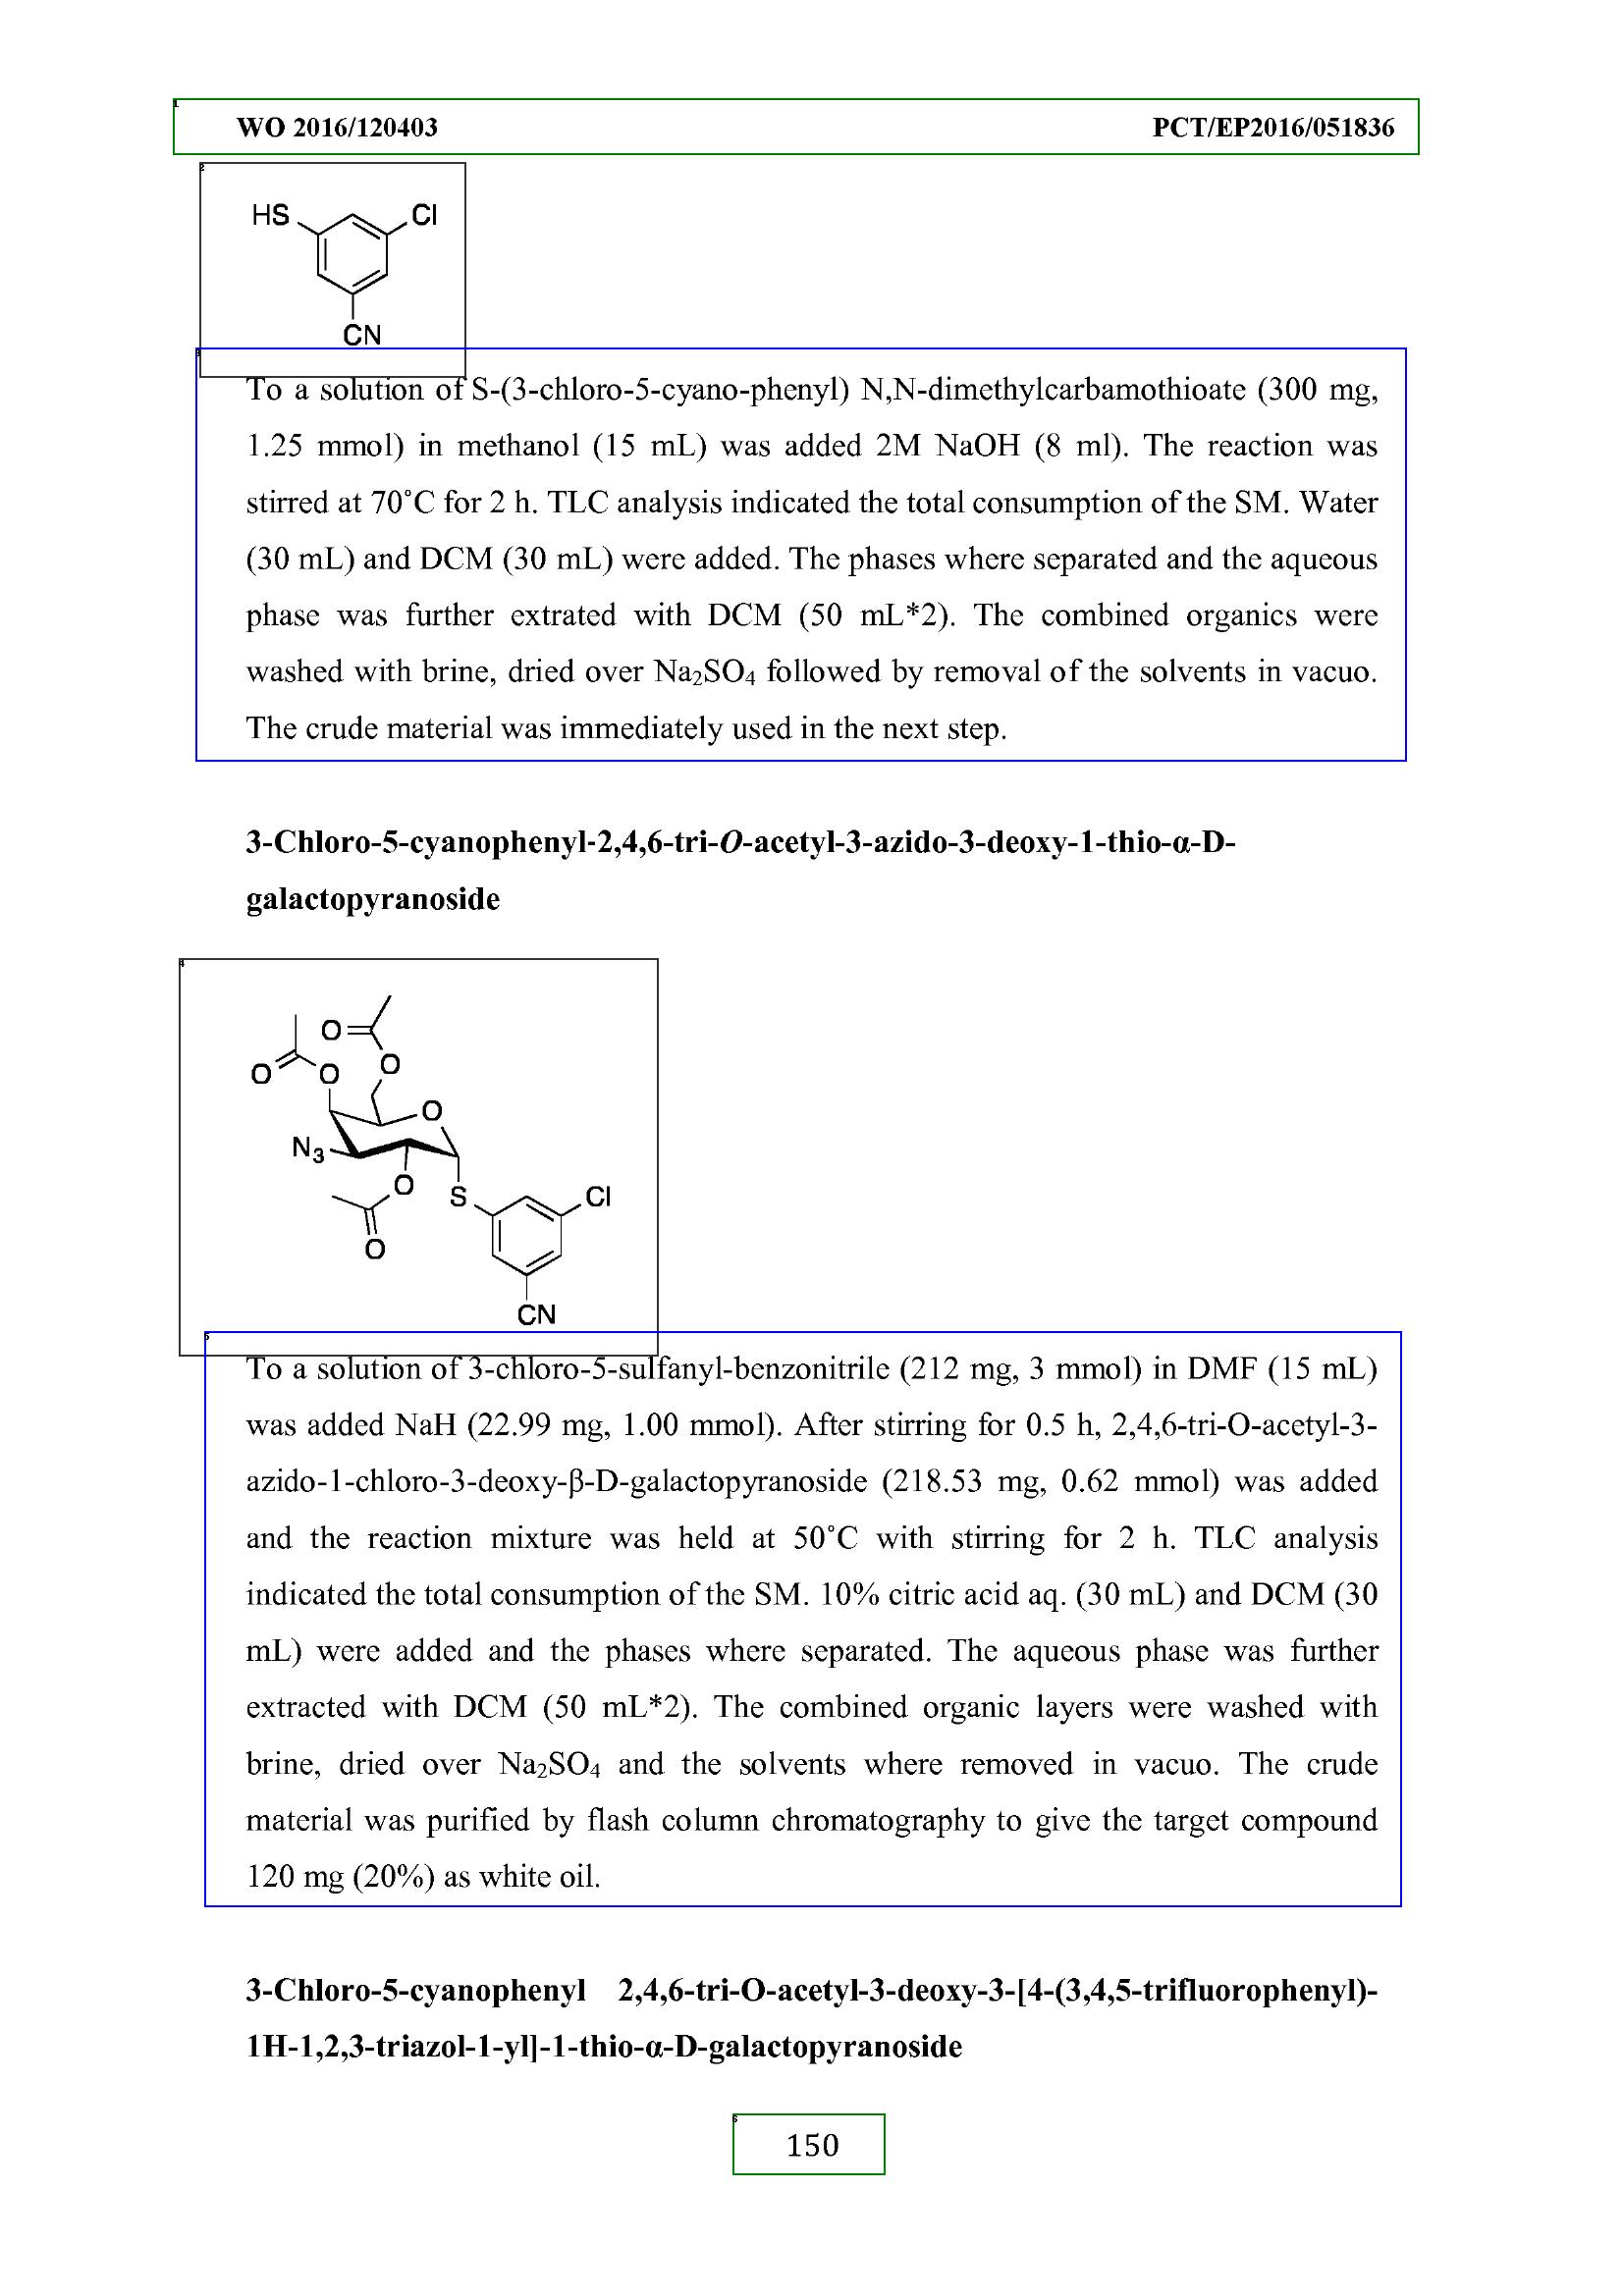 WO 2016/120403 PCT/EP2016/051836
HS Cl
CN
To a solution of S-(3-chloro-5-cyano-phenyl) N,N-dimethylcarbamothioate (300 mg,
1.25 mmol) in methanol (15 mL) was added 2M NaOH (8 ml). The reaction was
stirred at 70°C for 2 h. TLC analysis indicated the total consumption of the SM. Water
(30 mL) and DCM (30 mL) were added. The phases where separated and the aqueous
phase was further extrated with DCM (50 mL*2). The combined organics were
washed with brine, dried over Na₂SO₄ followed by removal of the solvents in vacuo.
The crude material was immediately used in the next step.
3-Chloro-5-cyanophenyl-2,4,6-tri-O-acetyl-3-azido-3-deoxy-1-thio-α-D-
galactopyranoside
O
O
O O
O
N₃
O S Cl
O
CN
To a solution of 3-chloro-5-sulfanyl-benzonitrile (212 mg, 3 mmol) in DMF (15 mL)
was added NaH (22.99 mg, 1.00 mmol). After stirring for 0.5 h, 2,4,6-tri-O-acetyl-3-
azido-1-chloro-3-deoxy-β-D-galactopyranoside (218.53 mg, 0.62 mmol) was added
and the reaction mixture was held at 50°C with stirring for 2 h. TLC analysis
indicated the total consumption of the SM. 10% citric acid aq. (30 mL) and DCM (30
mL) were added and the phases where separated. The aqueous phase was further
extracted with DCM (50 mL*2). The combined organic layers were washed with
brine, dried over Na₂SO₄ and the solvents where removed in vacuo. The crude
material was purified by flash column chromatography to give the target compound
120 mg (20%) as white oil.
3-Chloro-5-cyanophenyl 2,4,6-tri-O-acetyl-3-deoxy-3-[4-(3,4,5-trifluorophenyl)-
1H-1,2,3-triazol-1-yl]-1-thio-α-D-galactopyranoside
150